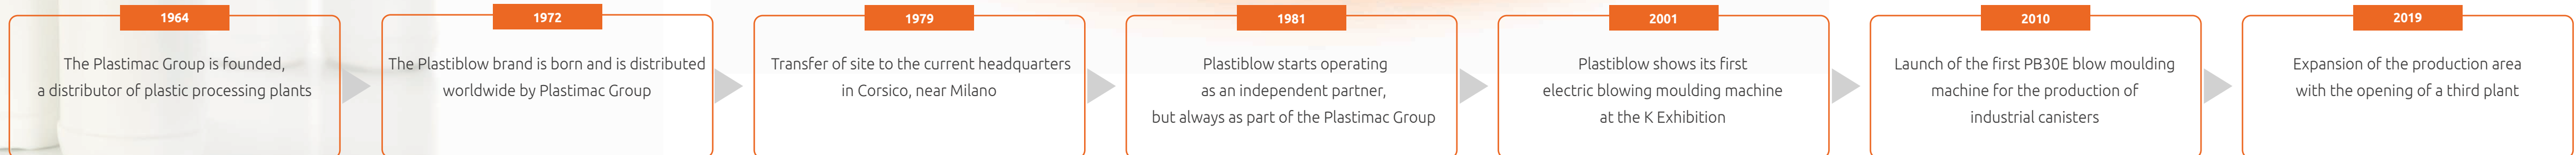 1964
The Plastimac Group is founded,
a distributor of plastic processing plants
1972
The Plastiblow brand is born and is distributed
worldwide by Plastimac Group
1979
Transfer of site to the current headquarters
in Corsico, near Milano
1981
Plastiblow starts operating
as an independent partner,
but always as part of the Plastimac Group
2001
Plastiblow shows its first
electric blowing moulding machine
at the K Exhibition
2010
Launch of the first PB30E blow moulding
machine for the production of
industrial canisters
2019
Expansion of the production area
with the opening of a third plant